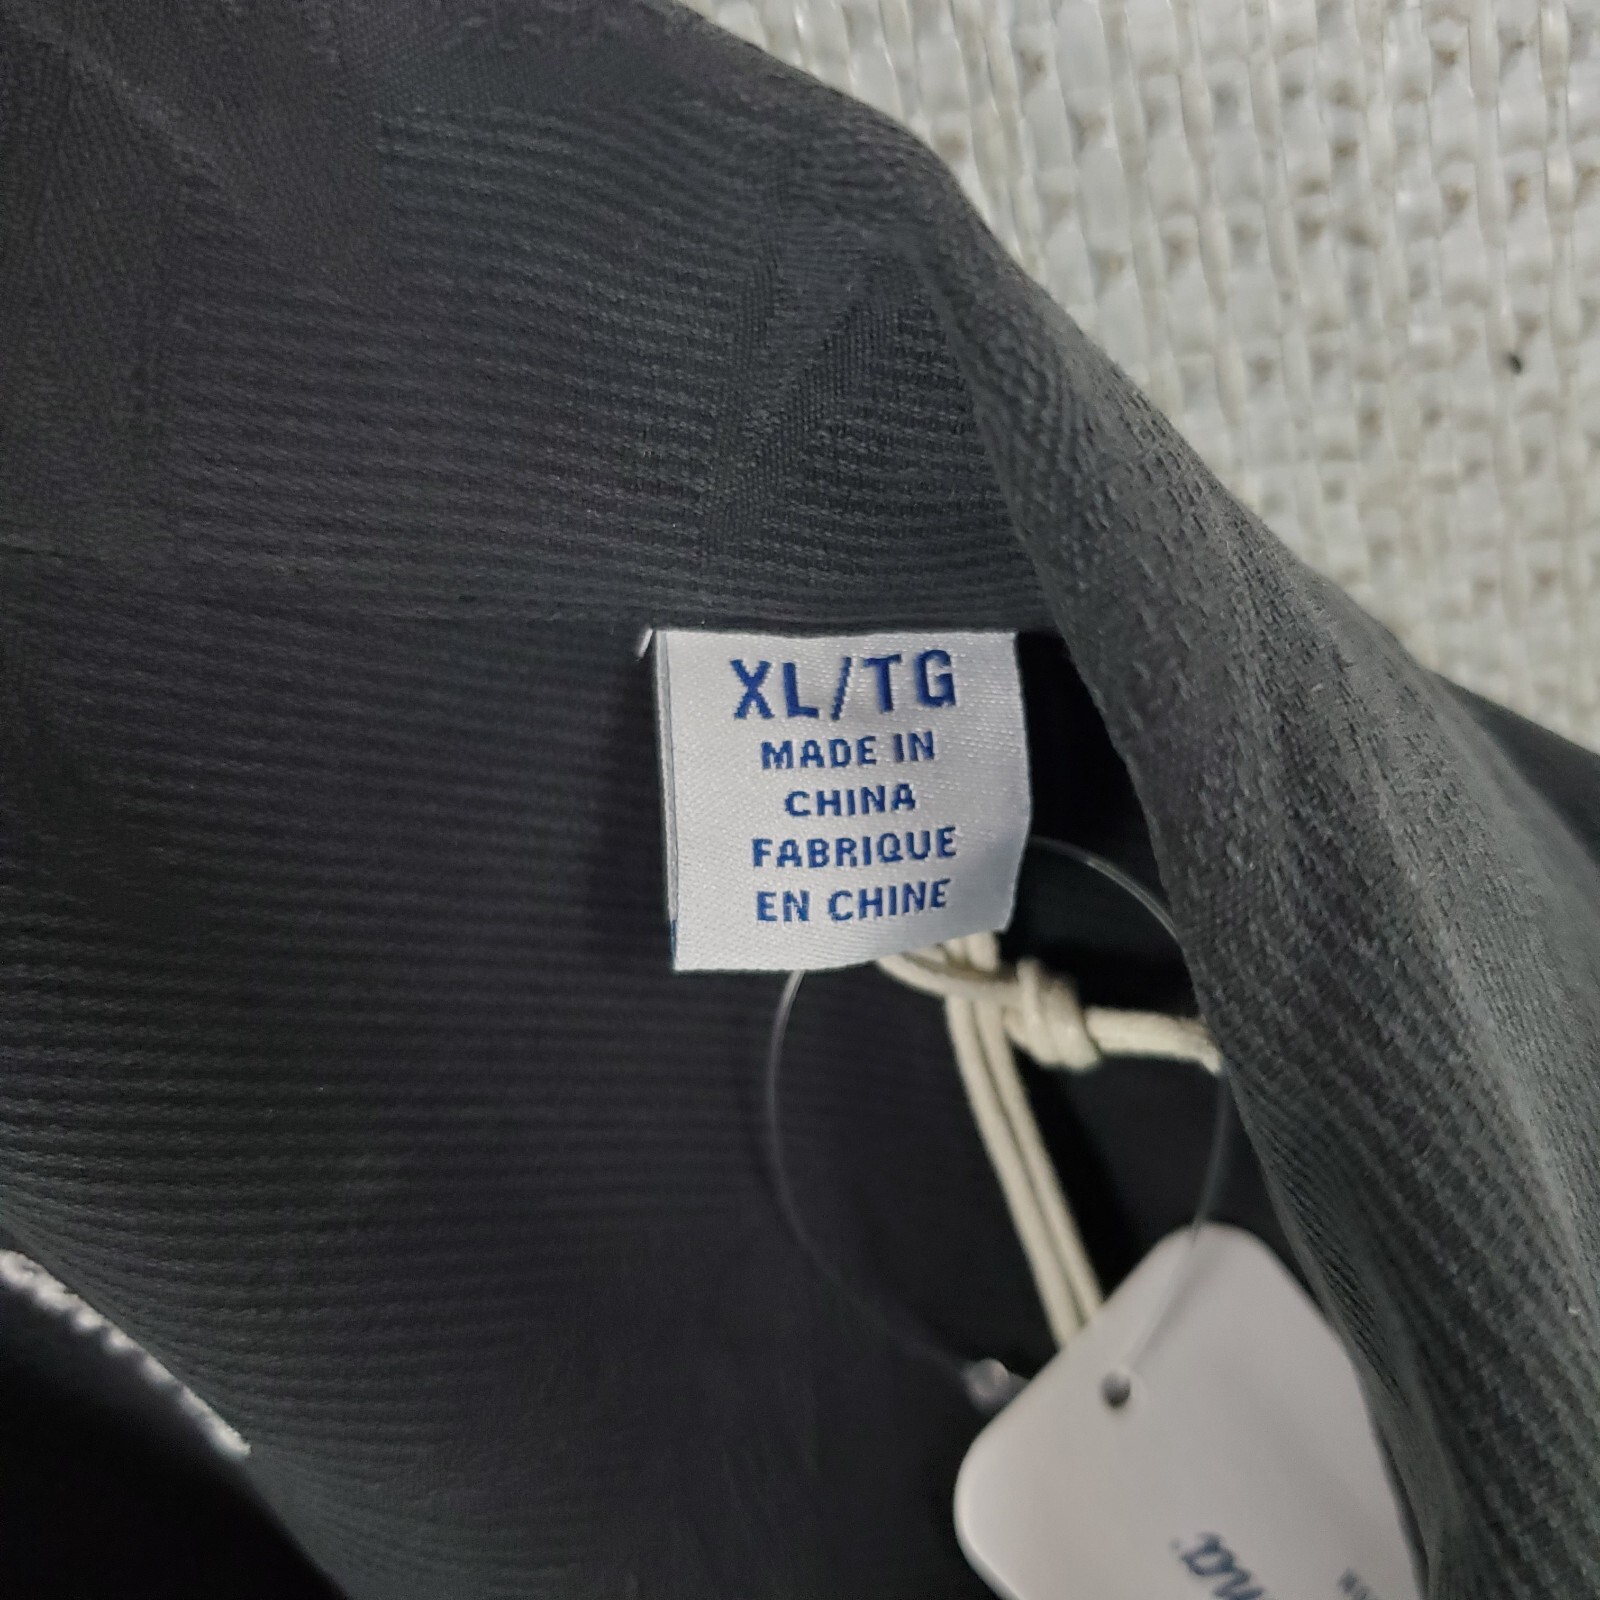 XL/TG
MADE IN
CHINA
FABRIQUE
EN CHINE